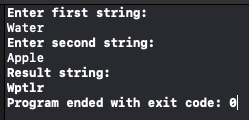 Enter first string:
Water
Enter second string:
Apple
Result string:
Wptlr
Program ended with exit code: 0